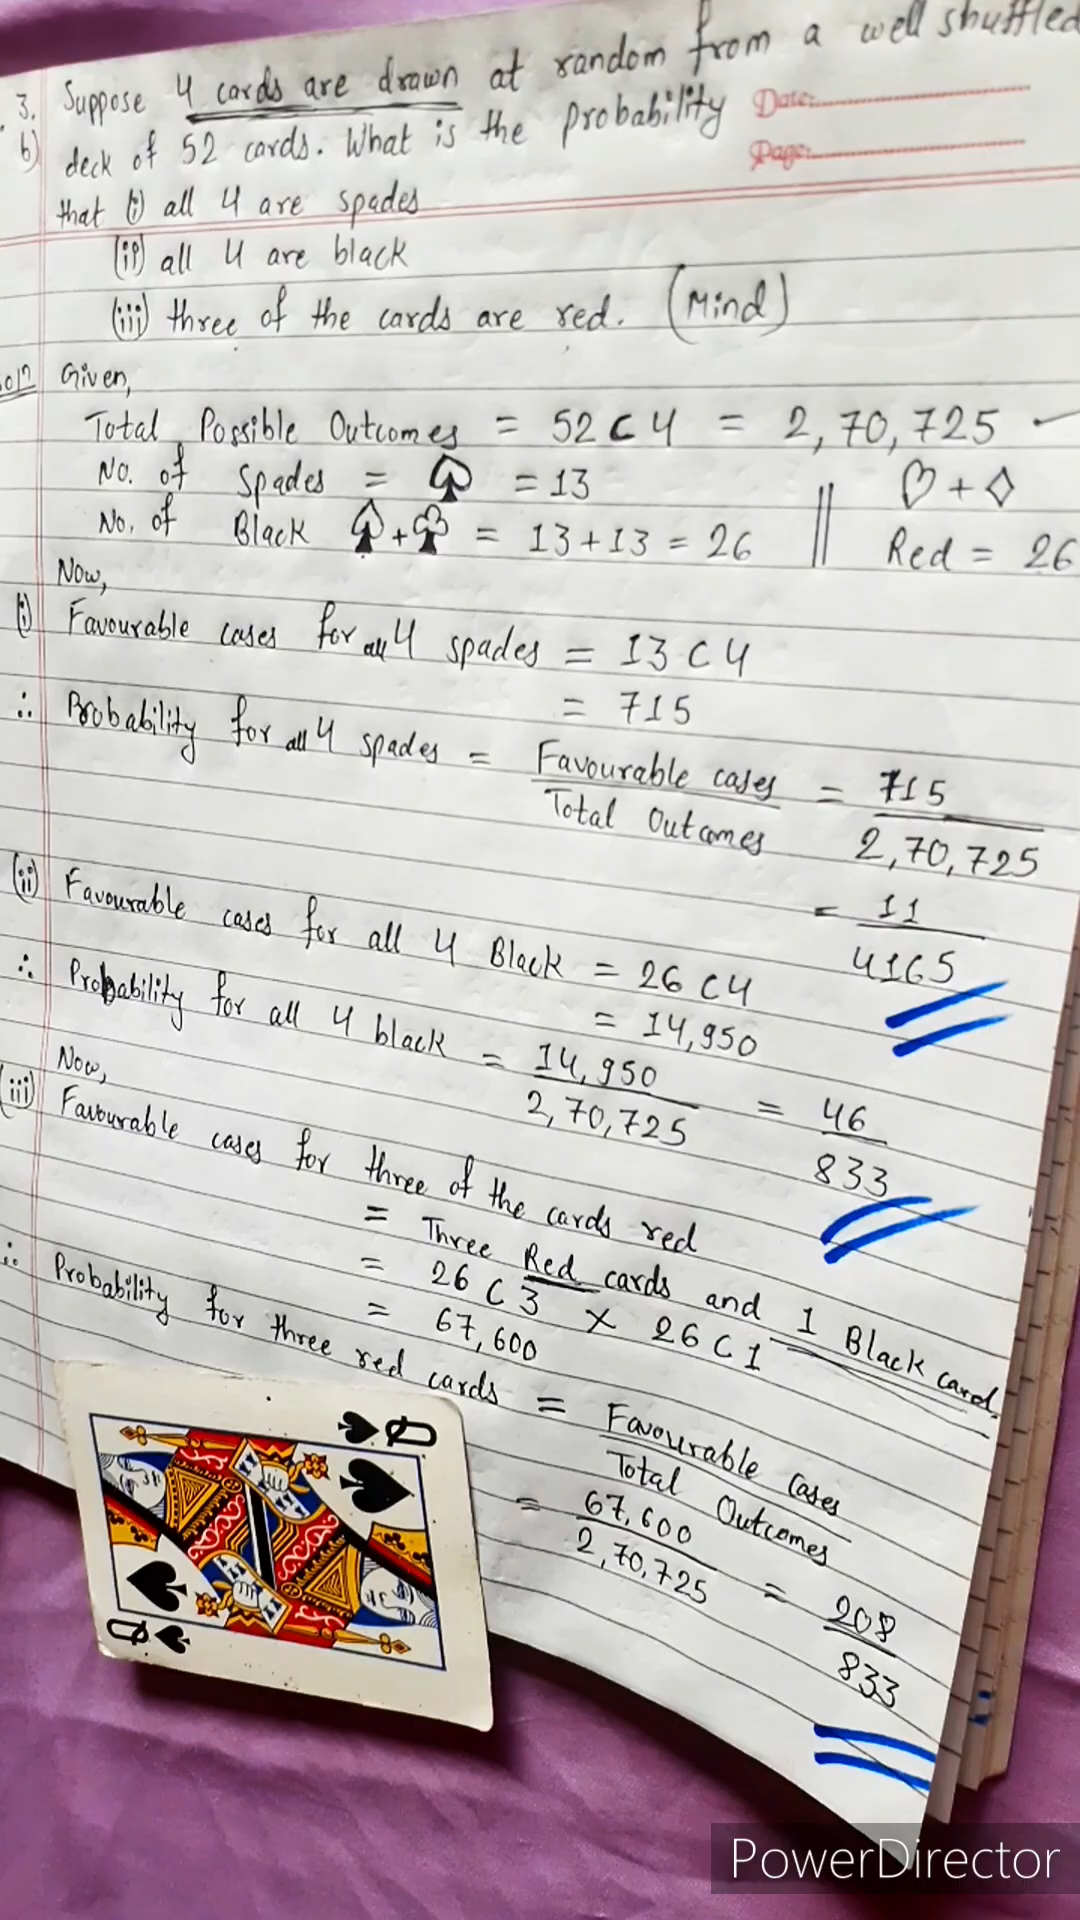 3. Suppose 4 cards are drawn at random from a well shuffled
b) deck of 52 cards. What is the probability
Date:
Page:
that (i) all 4 are spades
(ii) all 4 are black
(iii) three of the cards are red. (Mind)
Given,
Total Possible Outcomes = 52C4 = 2,70,725
No. of Spades = ♠ = 13
♡ + ♢
No. of Black ♠ + ♣ = 13+13 = 26
Red = 26
Now,
(i) Favourable cases for all 4 spades = 13C4
= 715
∴ Probability for all 4 spades = Favourable cases / Total Outcomes = 715 / 2,70,725
= 11 / 4165
(ii) Favourable cases for all 4 Black = 26C4
= 14,950
∴ Probability for all 4 black = 14,950 / 2,70,725 = 46 / 833
Now,
(iii) Favourable cases for three of the cards red
= Three Red cards and 1 Black card.
= 26C3 × 26C1
= 67,600
∴ Probability for three red cards = Favourable Cases / Total Outcomes
= 67,600 / 2,70,725 = 208 / 833
Q
Q
PowerDirector